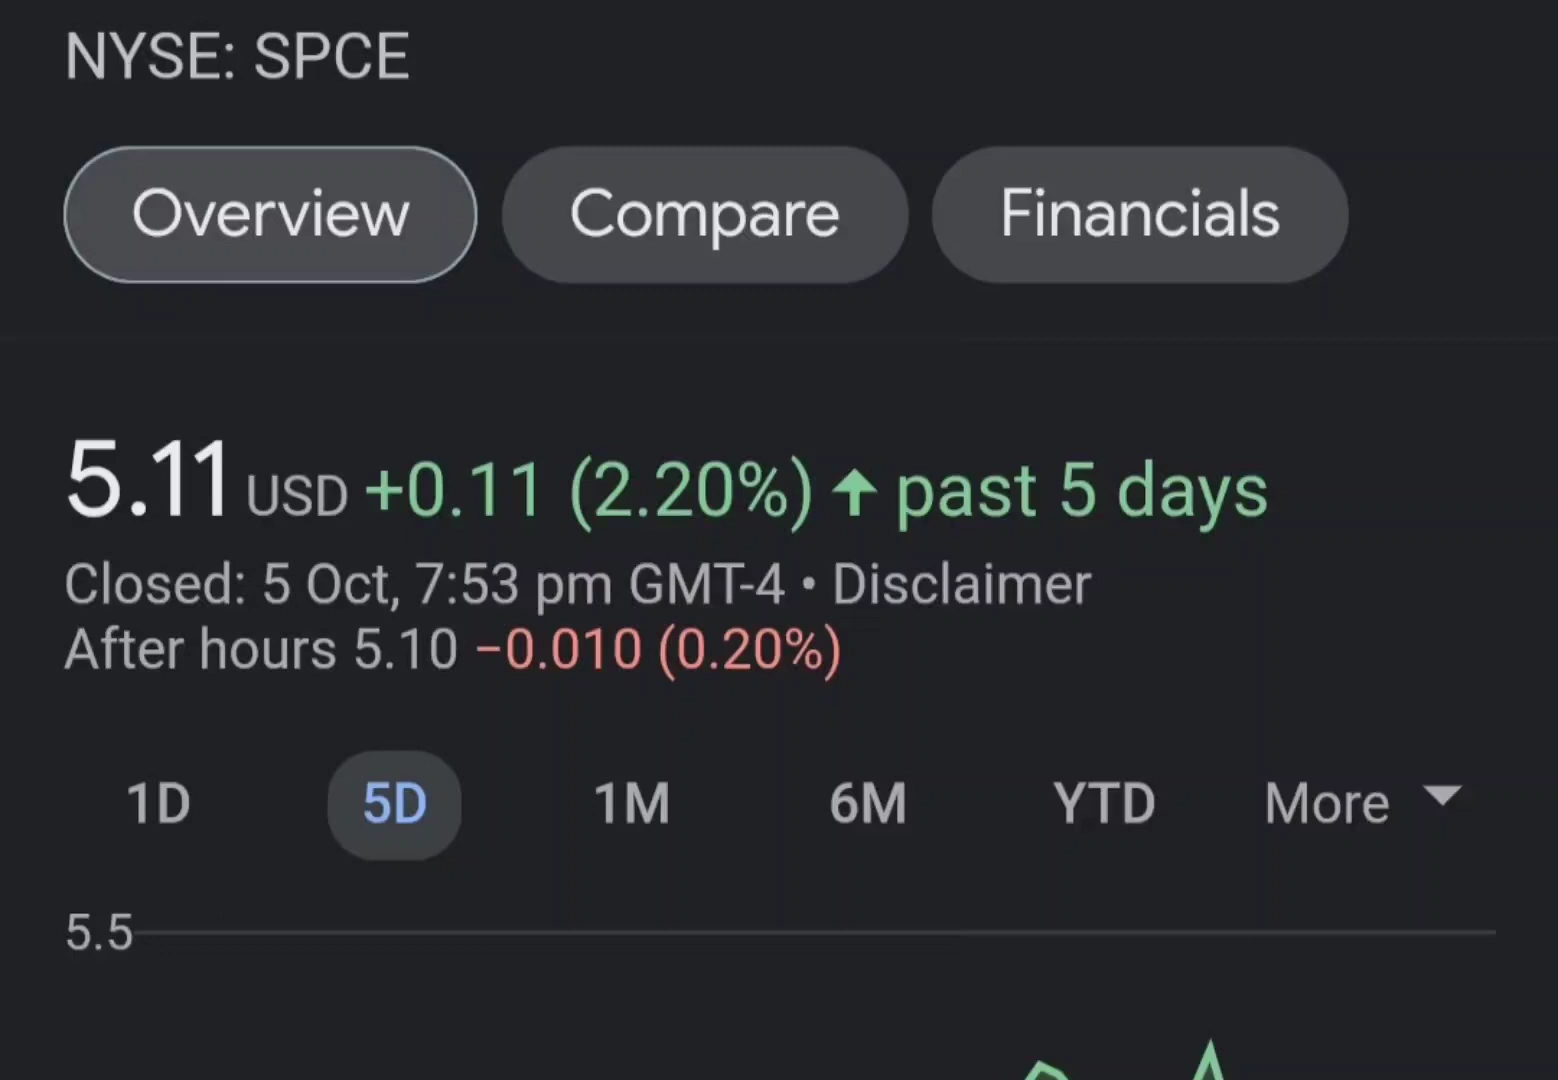 NYSE: SPCE
Overview Compare Financials
5.11 USD +0.11 (2.20%) ↑ past 5 days
Closed: 5 Oct, 7:53 pm GMT-4 • Disclaimer
After hours 5.10 −0.010 (0.20%)
1D 5D 1M 6M YTD More
5.5